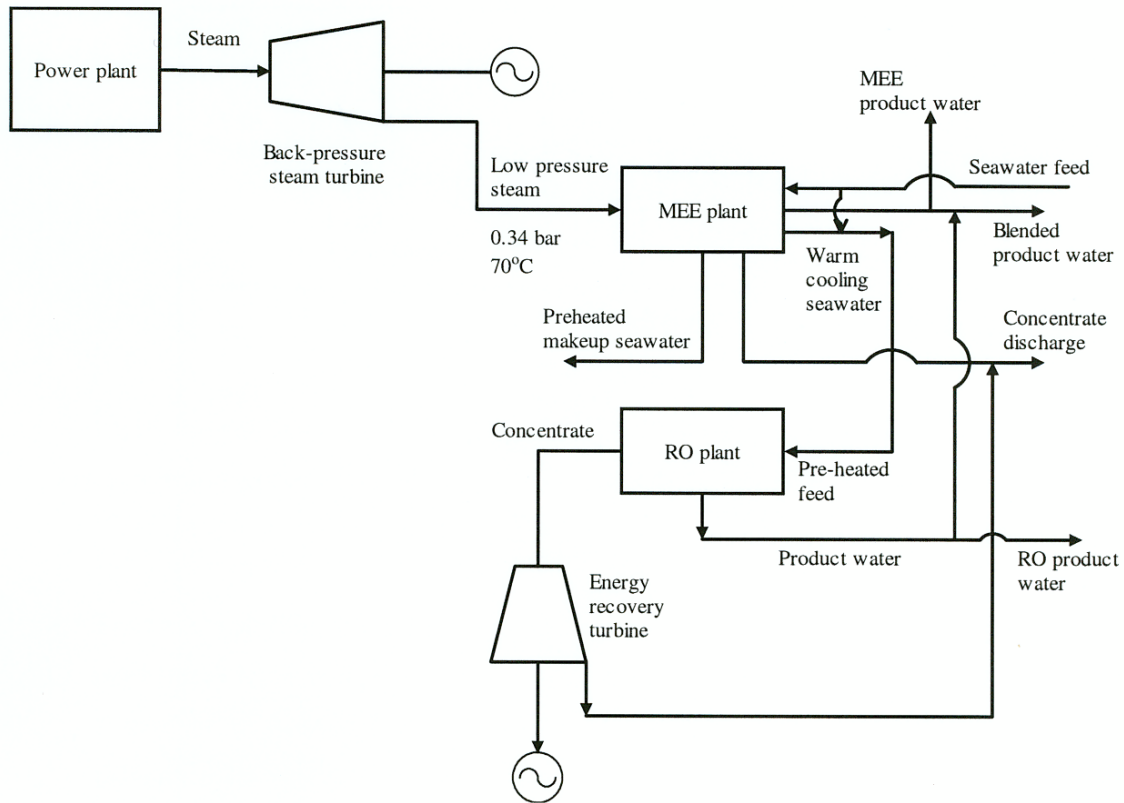 Power plant
Steam
Back-pressure
steam turbine
Low pressure
steam
0.34 bar
70°C
MEE plant
MEE
product water
Seawater feed
Blended
product water
Warm
cooling
seawater
Preheated
makeup seawater
Concentrate
discharge
Concentrate
RO plant
Pre-heated
feed
Product water
RO product
water
Energy
recovery
turbine